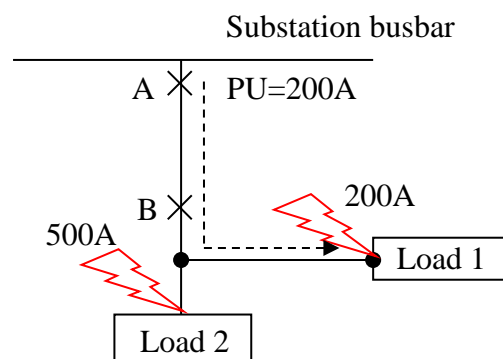 Substation busbar
A
PU=200A
B
200A
500A
Load 1
Load 2